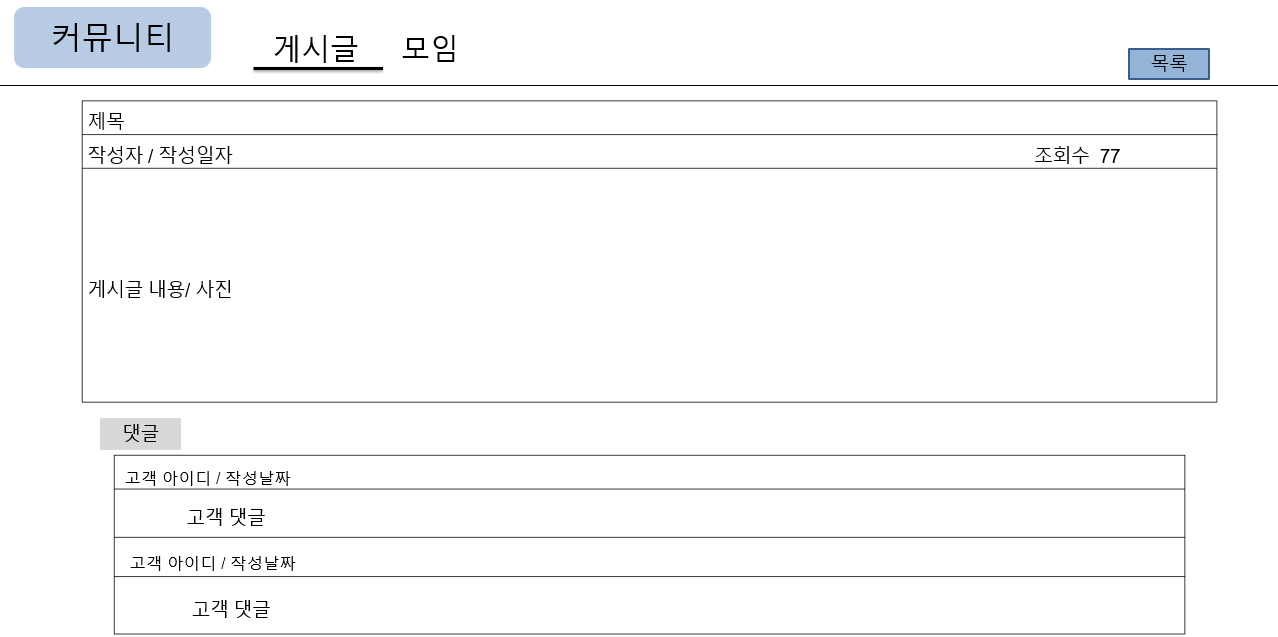 커뮤니티
게시글 모임
목록
제목
작성자 / 작성일자 조회수 77
게시글 내용/ 사진
댓글
고객 아이디 / 작성날짜
고객 댓글
고객 아이디 / 작성날짜
고객 댓글